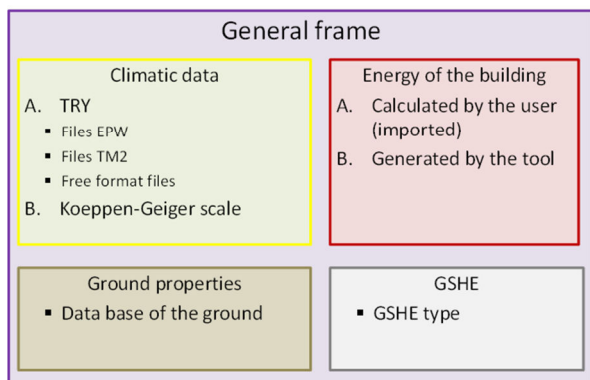 General frame
Climatic data
A. TRY
▪ Files EPW
▪ Files TM2
▪ Free format files
B. Koeppen-Geiger scale
Energy of the building
A. Calculated by the user
(imported)
B. Generated by the tool
Ground properties
▪ Data base of the ground
GSHE
▪ GSHE type